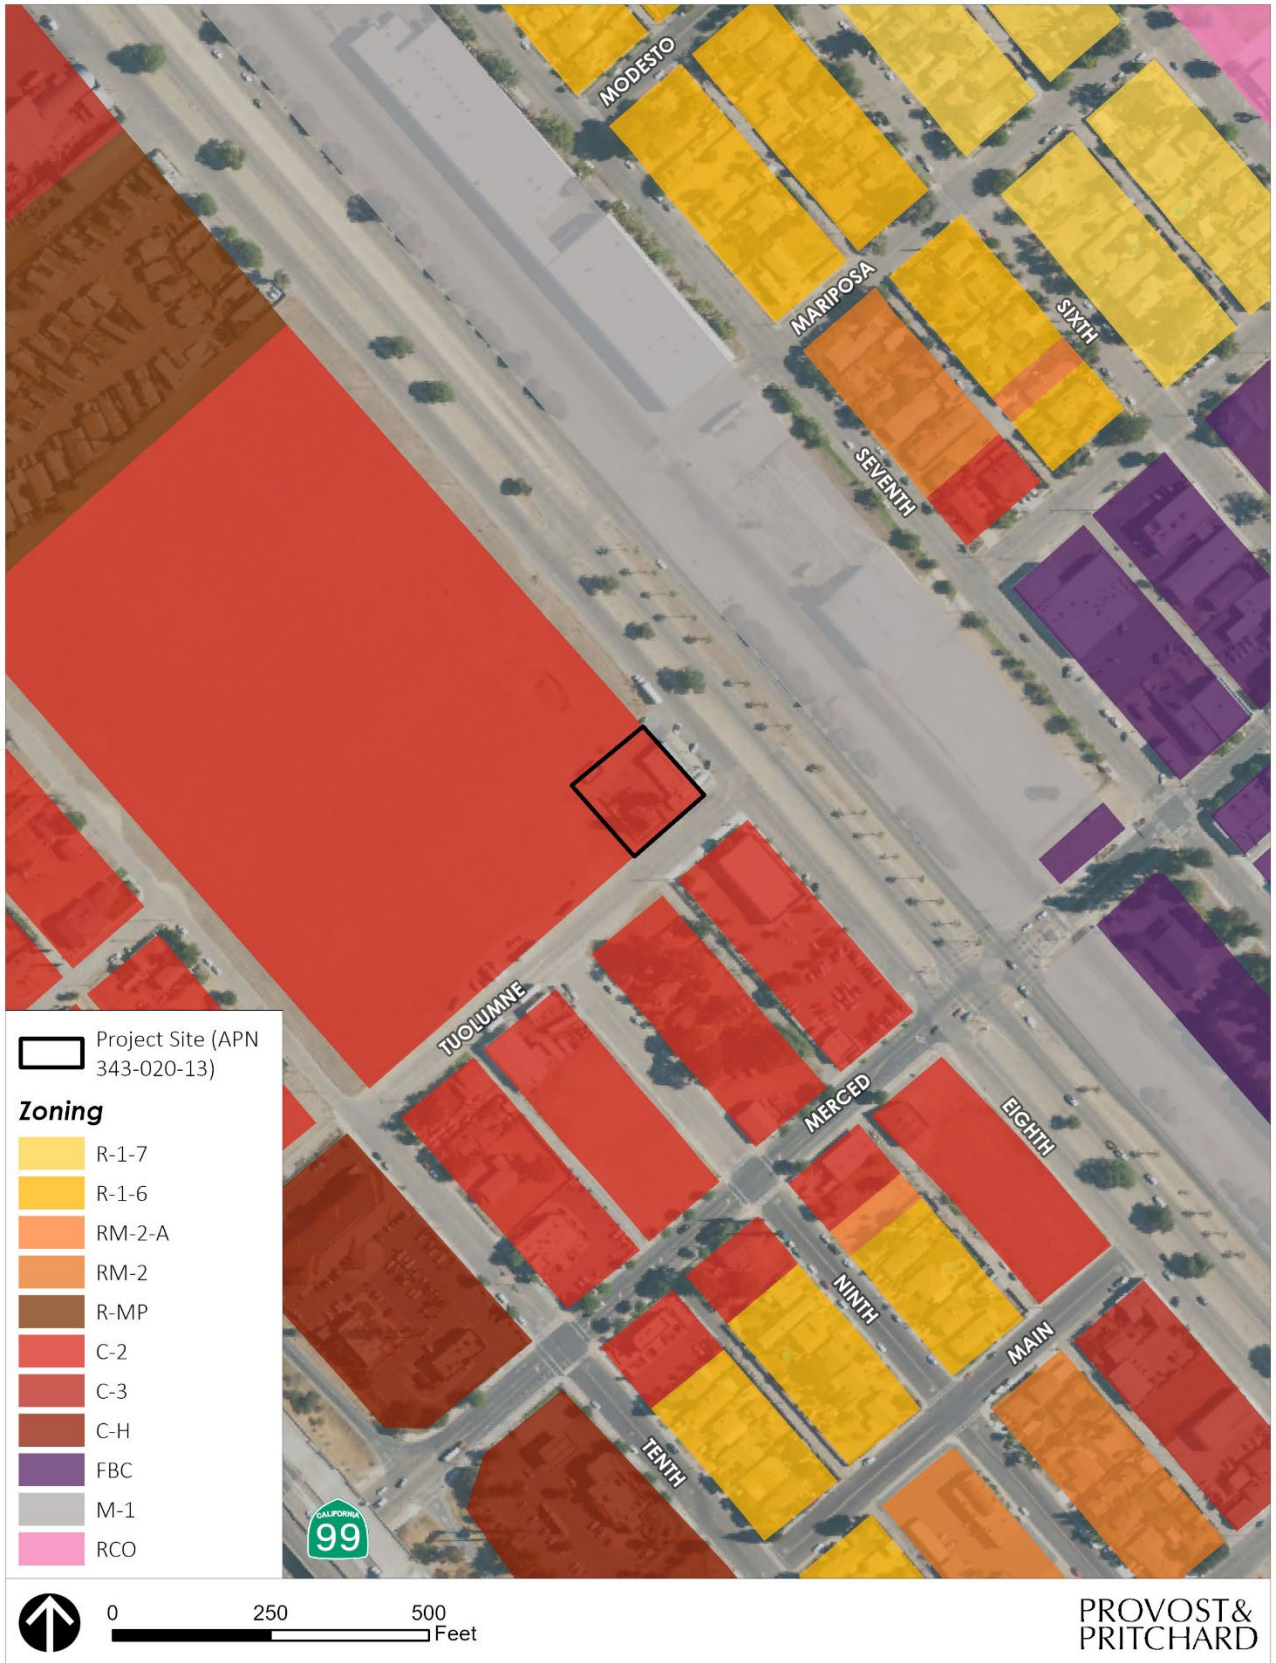 MODESTO
MARIPOSA
SIXTH
SEVENTH
TUOLUMNE
MERCED
EIGHTH
NINTH
MAIN
TENTH
Project Site (APN
343-020-13)
Zoning
R-1-7
R-1-6
RM-2-A
RM-2
R-MP
C-2
C-3
C-H
FBC
M-1
RCO
CALIFORNIA
99
0 250 500
Feet
PROVOST&
PRITCHARD